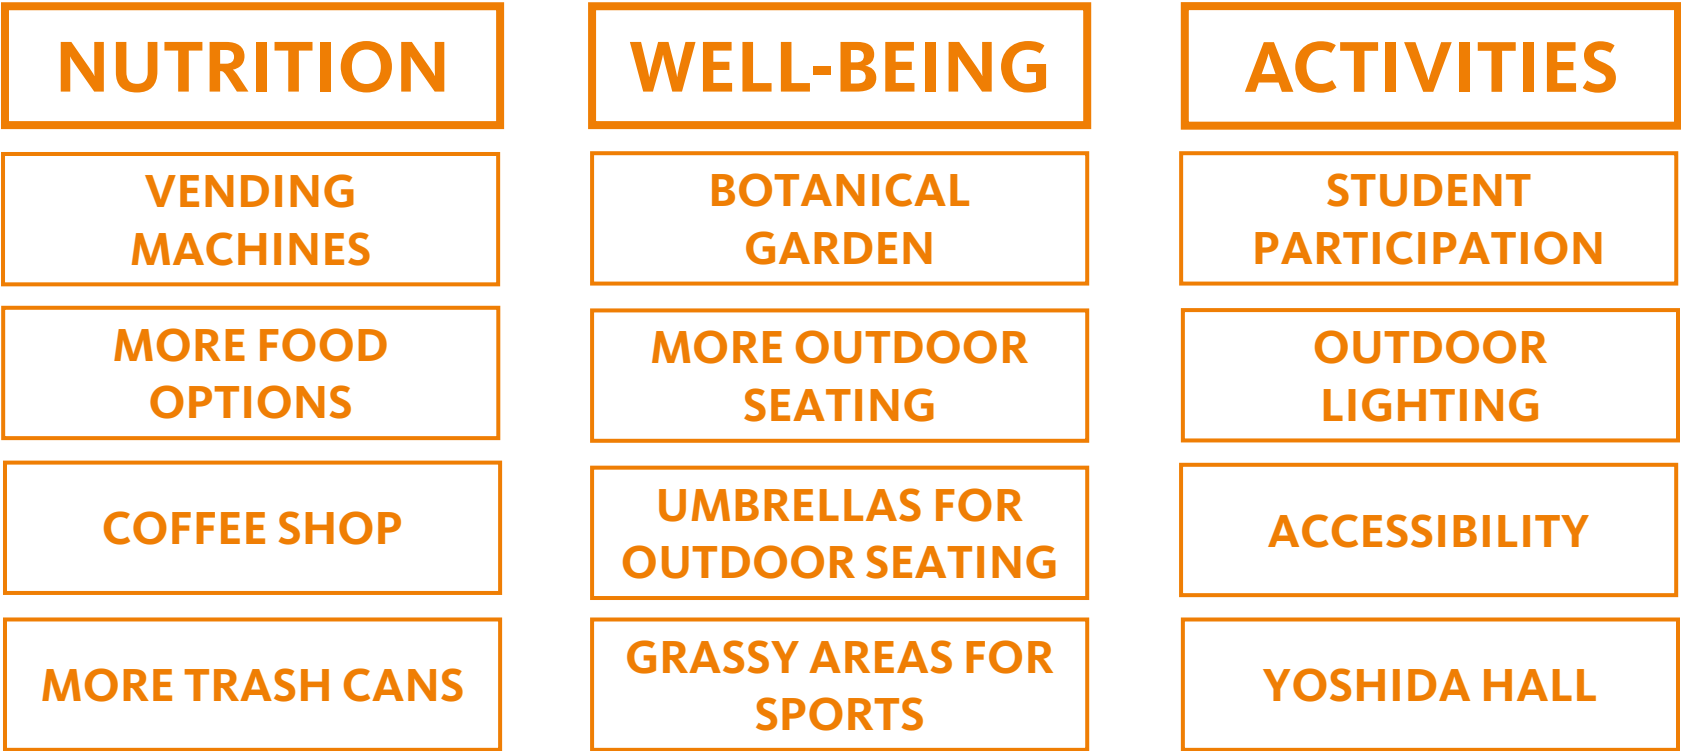 NUTRITION
VENDING
MACHINES
MORE FOOD
OPTIONS
COFFEE SHOP
MORE TRASH CANS
WELL-BEING
BOTANICAL
GARDEN
MORE OUTDOOR
SEATING
UMBRELLAS FOR
OUTDOOR SEATING
GRASSY AREAS FOR
SPORTS
ACTIVITIES
STUDENT
PARTICIPATION
OUTDOOR
LIGHTING
ACCESSIBILITY
YOSHIDA HALL